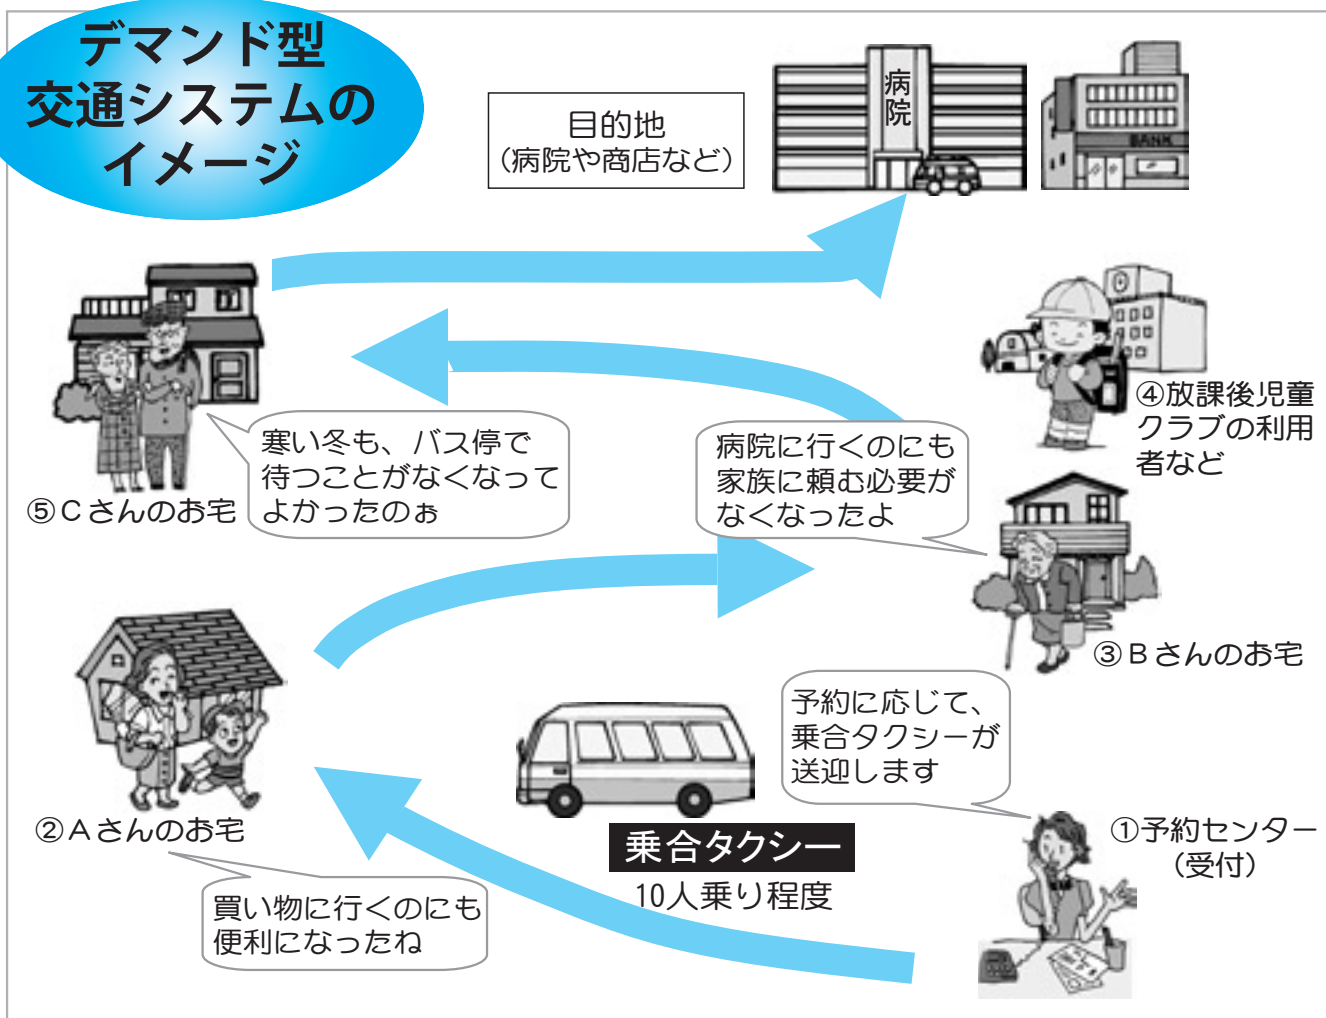 デマンド型
交通システムの
イメージ
目的地
（病院や商店など）
病院
BANK
④放課後児童
クラブの利用
者など
寒い冬も、バス停で
待つことがなくなって
よかったのぉ
⑤Cさんのお宅
病院に行くのにも
家族に頼む必要が
なくなったよ
③Bさんのお宅
予約に応じて、
乗合タクシーが
送迎します
①予約センター
（受付）
②Aさんのお宅
買い物に行くのにも
便利になったね
乗合タクシー
10人乗り程度